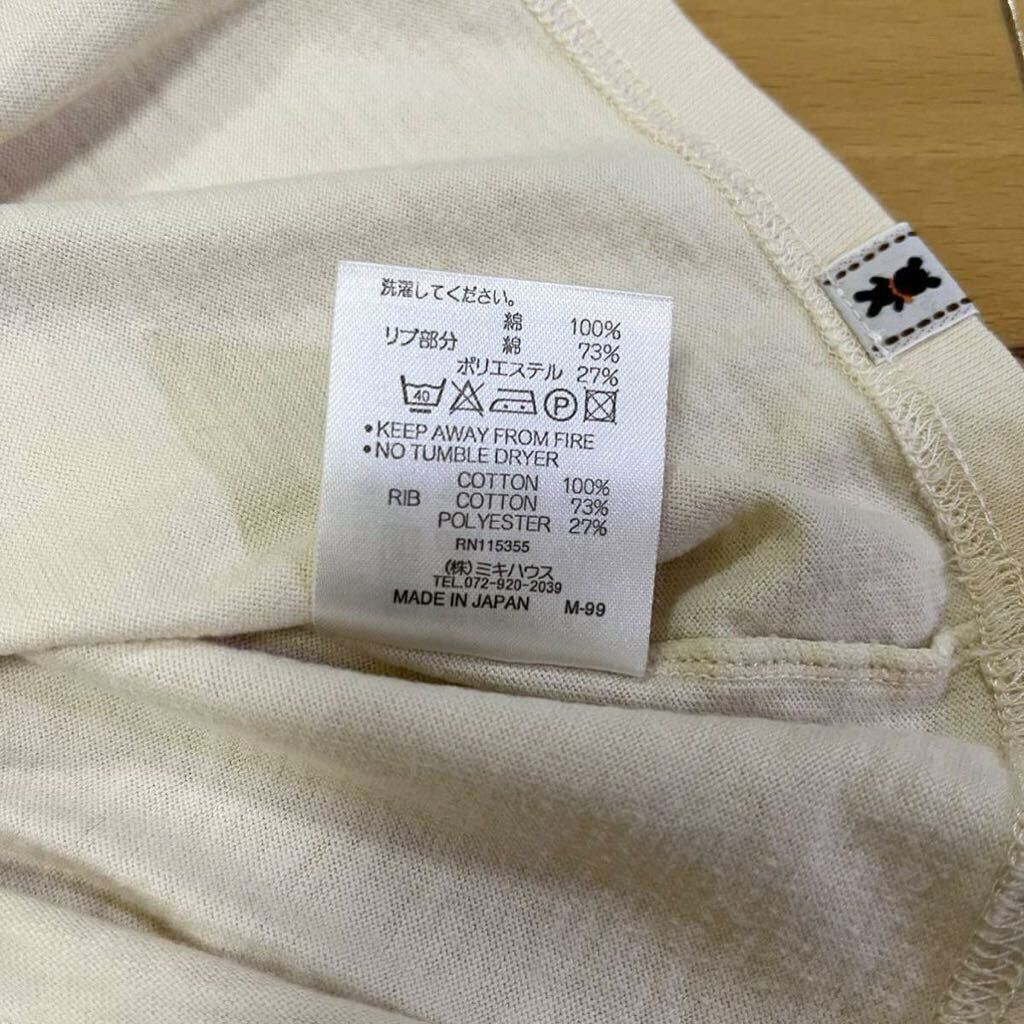 洗濯してください。
綿 100%
リブ部分 綿 73%
ポリエステル 27%
40 P
•KEEP AWAY FROM FIRE
•NO TUMBLE DRYER
COTTON 100%
RIB COTTON 73%
POLYESTER 27%
RN115355
(株)ミキハウス
TEL.072-920-2039
MADE IN JAPAN M-99